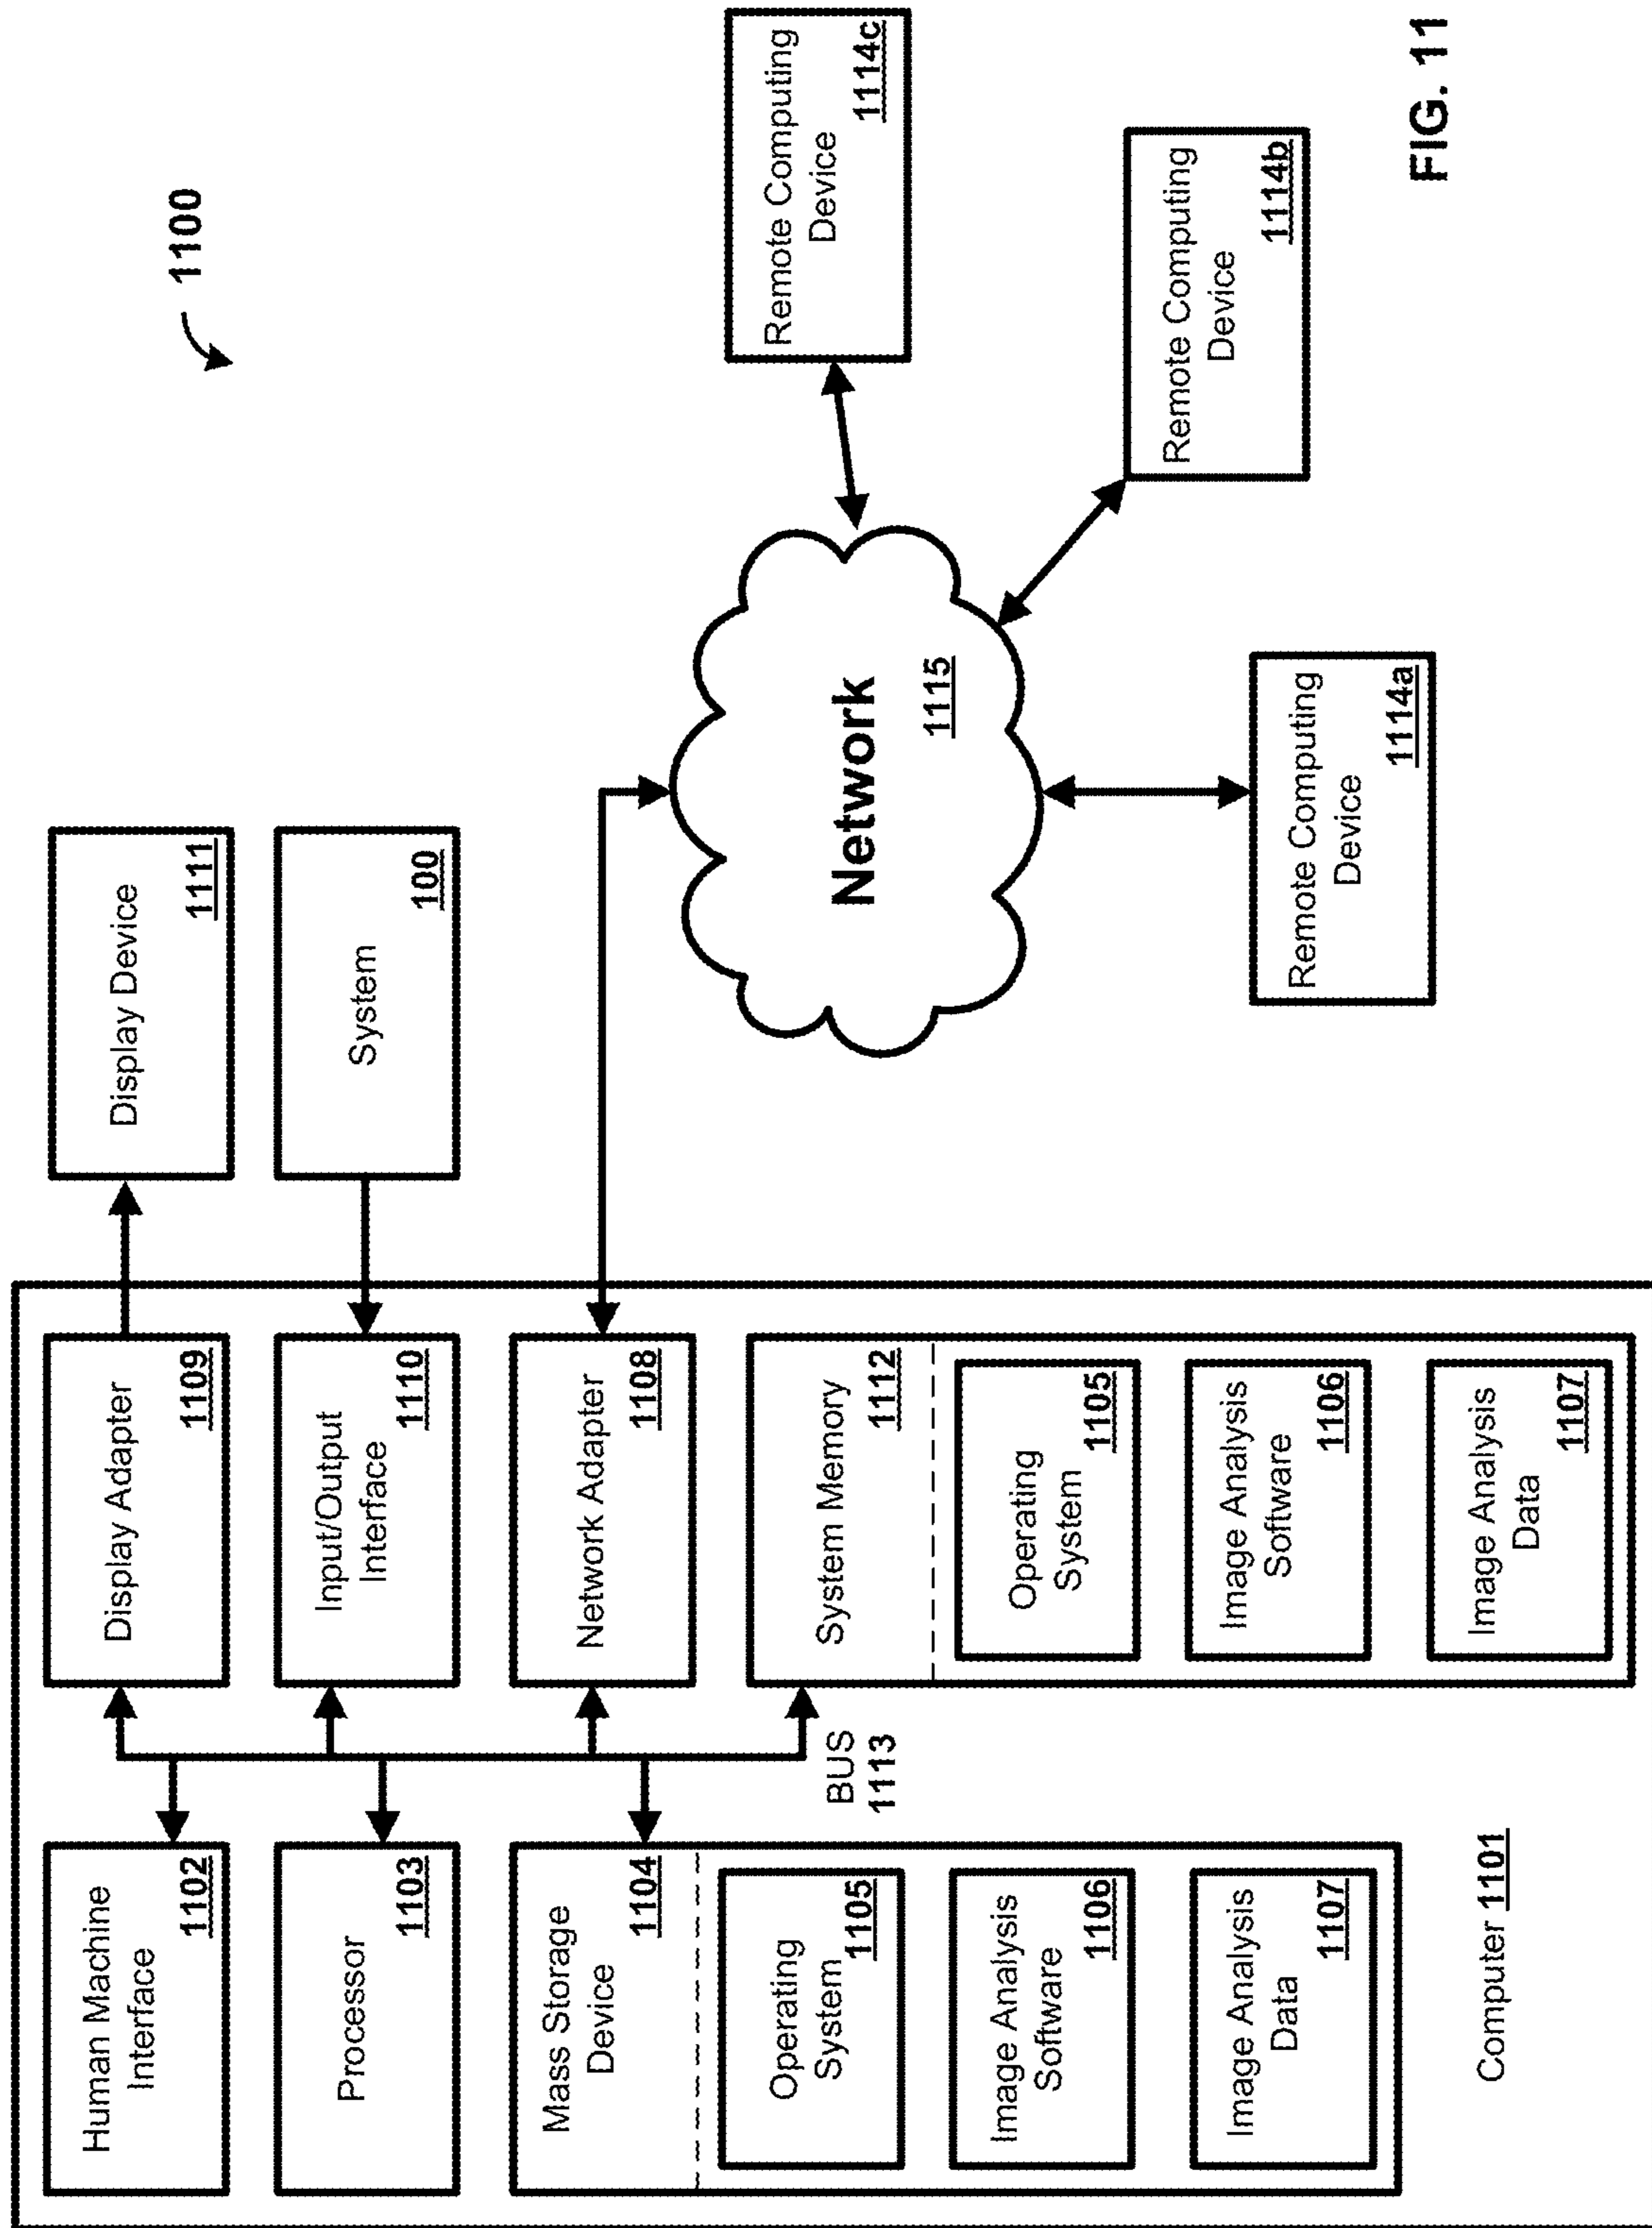 1100
Human Machine
Interface
1102
Processor
1103
Mass Storage
Device
1104
Operating
System
1105
Image Analysis
Software
1106
Image Analysis
Data
1107
Computer 1101
BUS
1113
Display Adapter
1109
Input/Output
Interface
1110
Network Adapter
1108
System Memory
1112
Operating
System
1105
Image Analysis
Software
1106
Image Analysis
Data
1107
Display Device
1111
System
100
Network
1115
Remote Computing
Device
1114a
Remote Computing
Device
1114b
Remote Computing
Device
1114c
FIG. 11